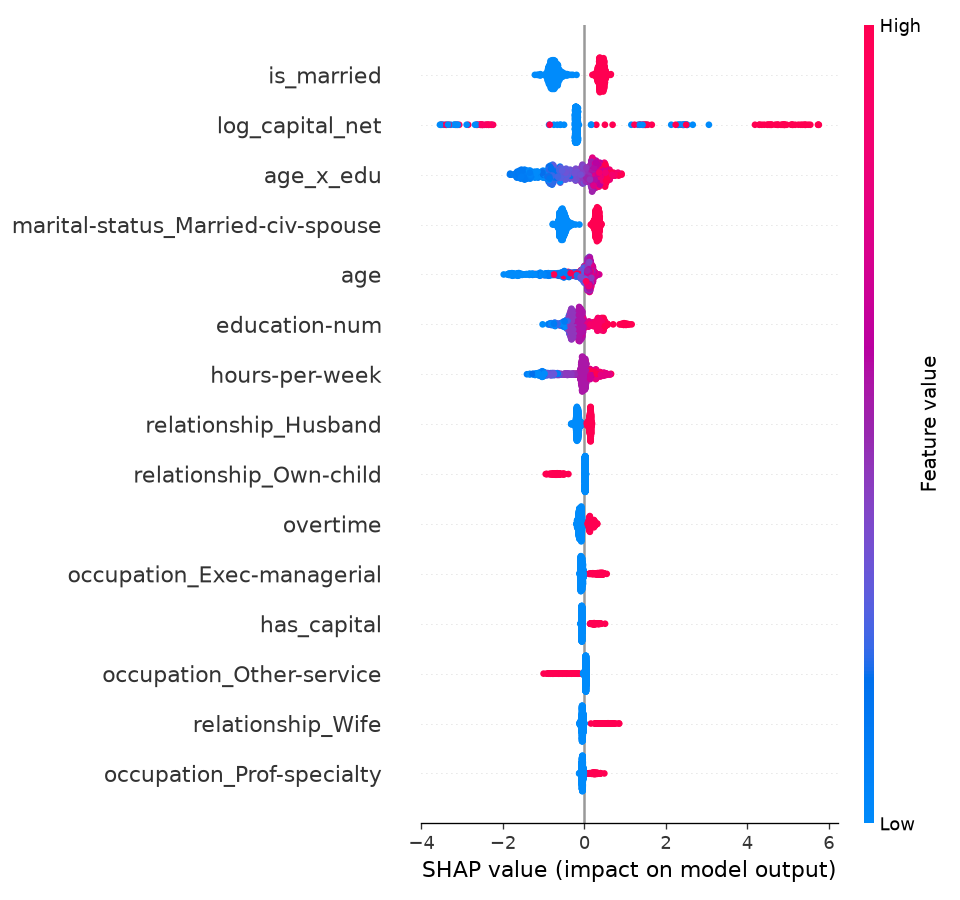 High
is_married
log_capital_net
age_x_edu
marital-status_Married-civ-spouse
age
education-num
hours-per-week
relationship_Husband
relationship_Own-child
overtime
occupation_Exec-managerial
has_capital
occupation_Other-service
relationship_Wife
occupation_Prof-specialty
Feature value
Low
−4 −2 0 2 4 6
SHAP value (impact on model output)